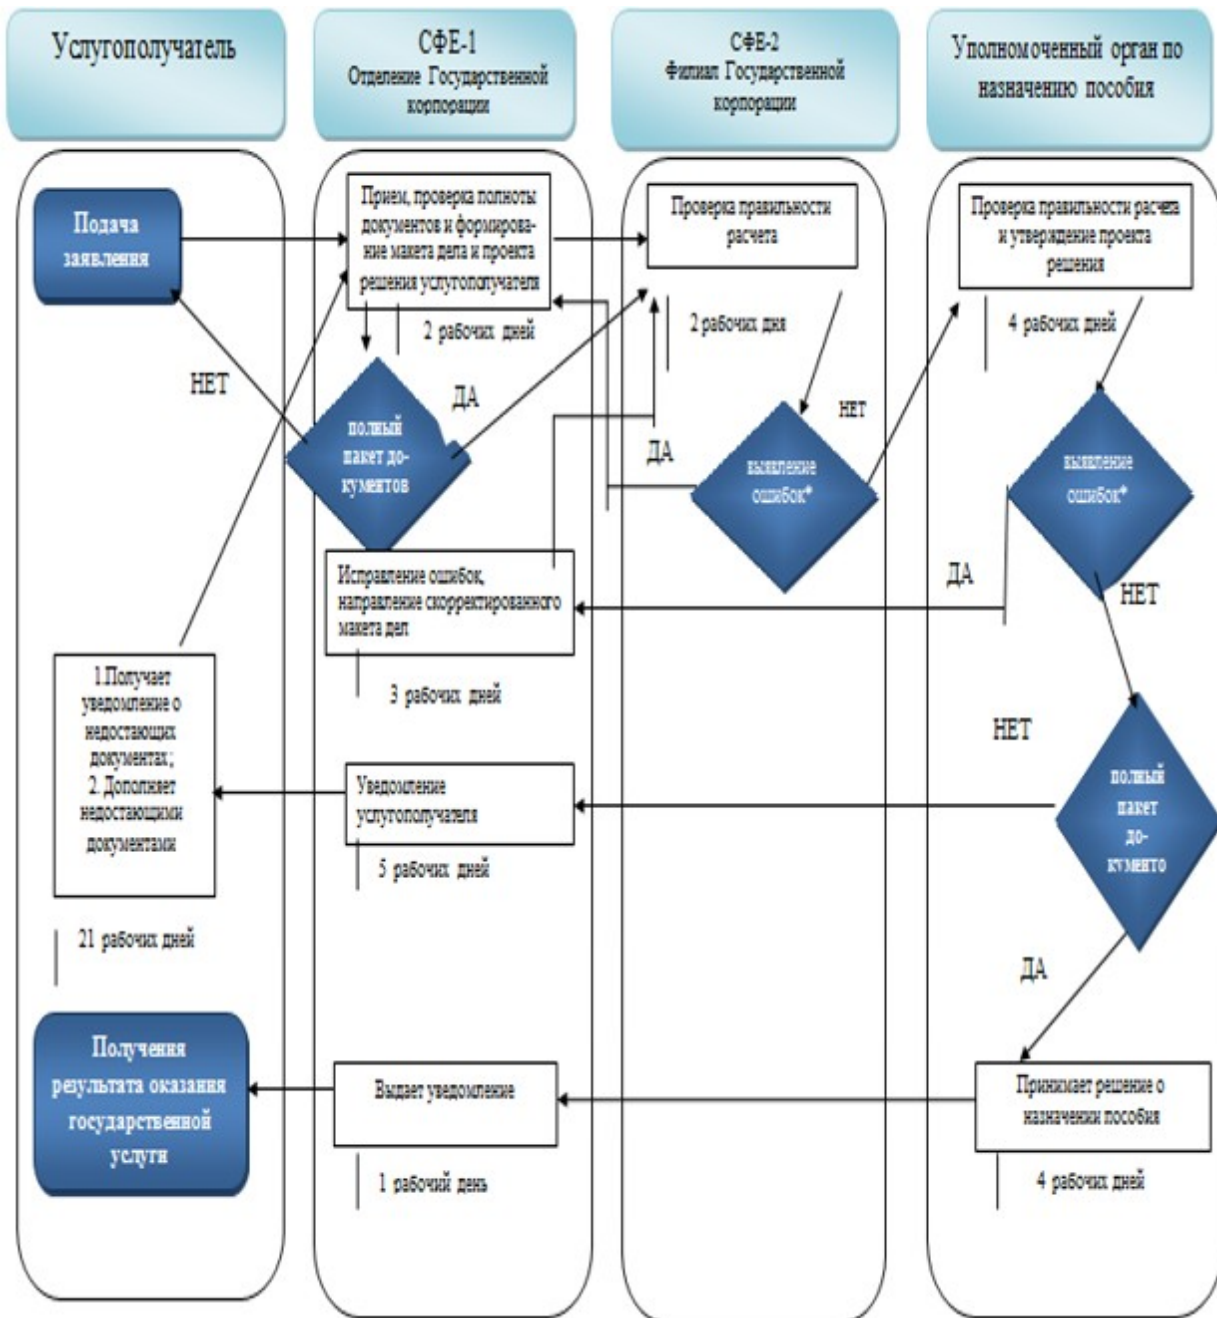 Услугополучатель
СФЕ-1
Отделение Государственной
корпорации
СФЕ-2
Филиал Государственной
корпорации
Уполномоченный орган по
назначению пособия
Подача
заявления
Прием, проверка полноты
документов и формирова-
ние макета дела и проекта
решения услугополучателя
Проверка правильности
расчета
Проверка правильности расчета
и утверждение проекта
решения
2 рабочих дней
2 рабочих дня
4 рабочих дней
НЕТ
ДА
полный
пакет до-
кументов
ДА
НЕТ
выявление
ошибок*
выявление
ошибок*
Исправление ошибок,
направление скорректированного
макета дел
ДА
НЕТ
3 рабочих дней
1.Получает
уведомление о
недостающих
документах;
2. Дополняет
недостающими
документами
НЕТ
Уведомление
услугополучателя
полный
пакет
до-
кументо
5 рабочих дней
21 рабочих дней
ДА
Получения
результата оказания
государственной
услуги
Выдает уведомление
Принимает решение о
назначении пособия
1 рабочий день
4 рабочих дней